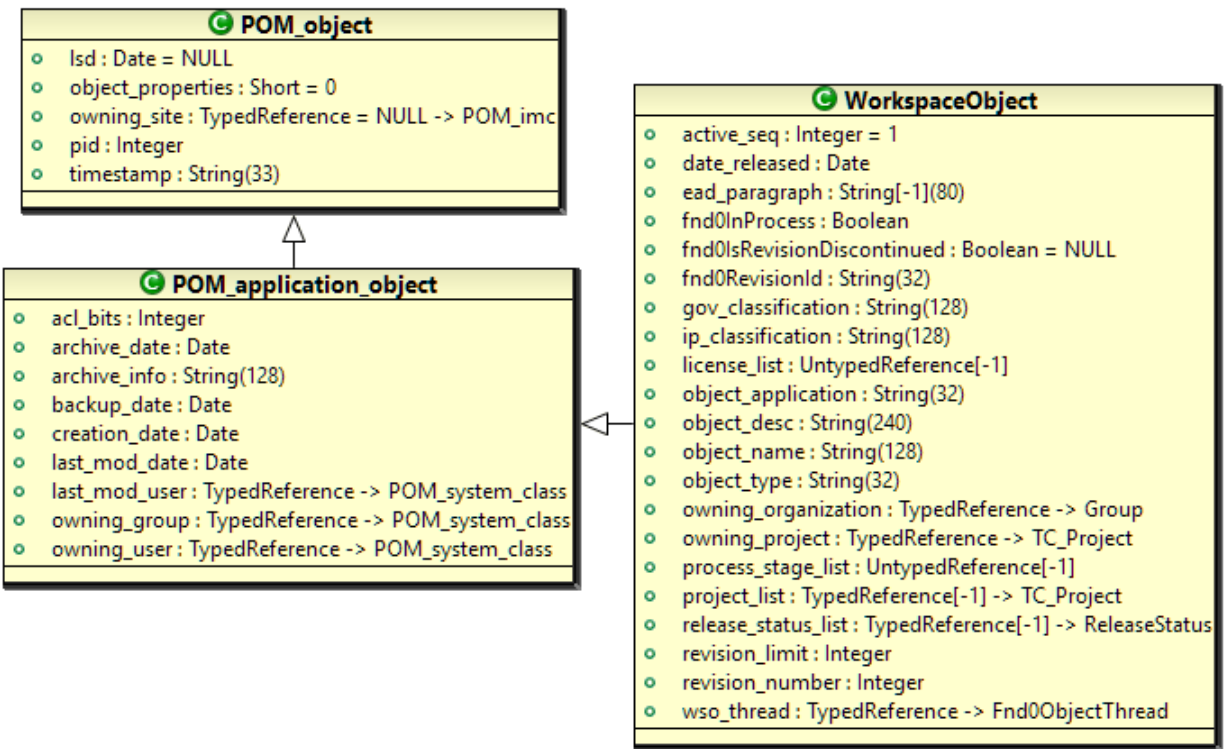 POM_object
lsd : Date = NULL
object_properties : Short = 0
owning_site : TypedReference = NULL -> POM_imc
pid : Integer
timestamp : String(33)
POM_application_object
acl_bits : Integer
archive_date : Date
archive_info : String(128)
backup_date : Date
creation_date : Date
last_mod_date : Date
last_mod_user : TypedReference -> POM_system_class
owning_group : TypedReference -> POM_system_class
owning_user : TypedReference -> POM_system_class
WorkspaceObject
active_seq : Integer = 1
date_released : Date
ead_paragraph : String[-1](80)
fnd0InProcess : Boolean
fnd0IsRevisionDiscontinued : Boolean = NULL
fnd0RevisionId : String(32)
gov_classification : String(128)
ip_classification : String(128)
license_list : UntypedReference[-1]
object_application : String(32)
object_desc : String(240)
object_name : String(128)
object_type : String(32)
owning_organization : TypedReference -> Group
owning_project : TypedReference -> TC_Project
process_stage_list : UntypedReference[-1]
project_list : TypedReference[-1] -> TC_Project
release_status_list : TypedReference[-1] -> ReleaseStatus
revision_limit : Integer
revision_number : Integer
wso_thread : TypedReference -> Fnd0ObjectThread